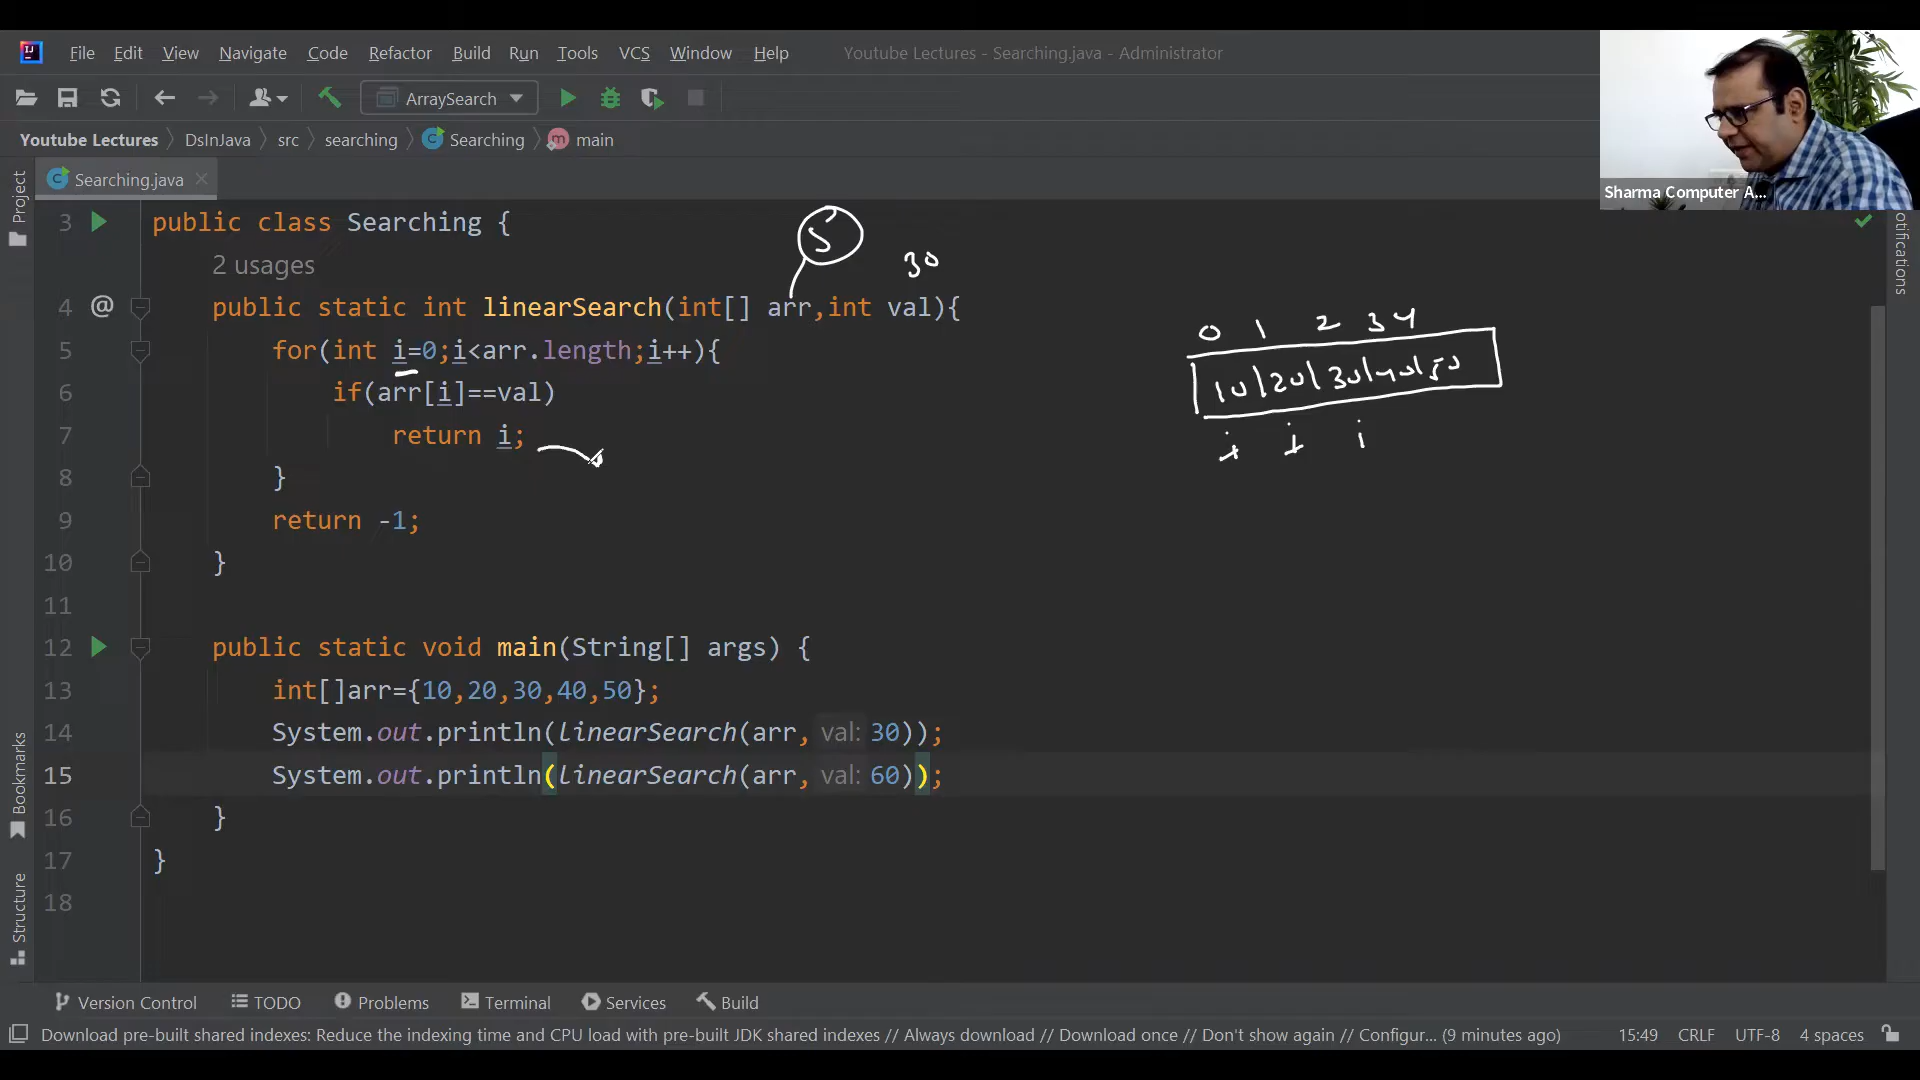 File Edit View Navigate Code Refactor Build Run Tools VCS Window Help Youtube Lectures - Searching.java - Administrator
ArraySearch
Youtube Lectures DsInJava src searching Searching main
Searching.java
Sharma Computer A...
Project
Bookmarks
Structure
otifications
3 public class Searching {
2 usages
4 @ public static int linearSearch(int[] arr,int val){
5 for(int i=0;i<arr.length;i++){
6 if(arr[i]==val)
7 return i;
8 }
9 return -1;
10 }
11
12 public static void main(String[] args) {
13 int[]arr={10,20,30,40,50};
14 System.out.println(linearSearch(arr, val: 30));
15 System.out.println(linearSearch(arr, val: 60));
16 }
17 }
18
30
0 1 2 3 4
10|20|30|40|50
i i i
Version Control TODO Problems Terminal Services Build
Download pre-built shared indexes: Reduce the indexing time and CPU load with pre-built JDK shared indexes // Always download // Download once // Don't show again // Configur... (9 minutes ago) 15:49 CRLF UTF-8 4 spaces